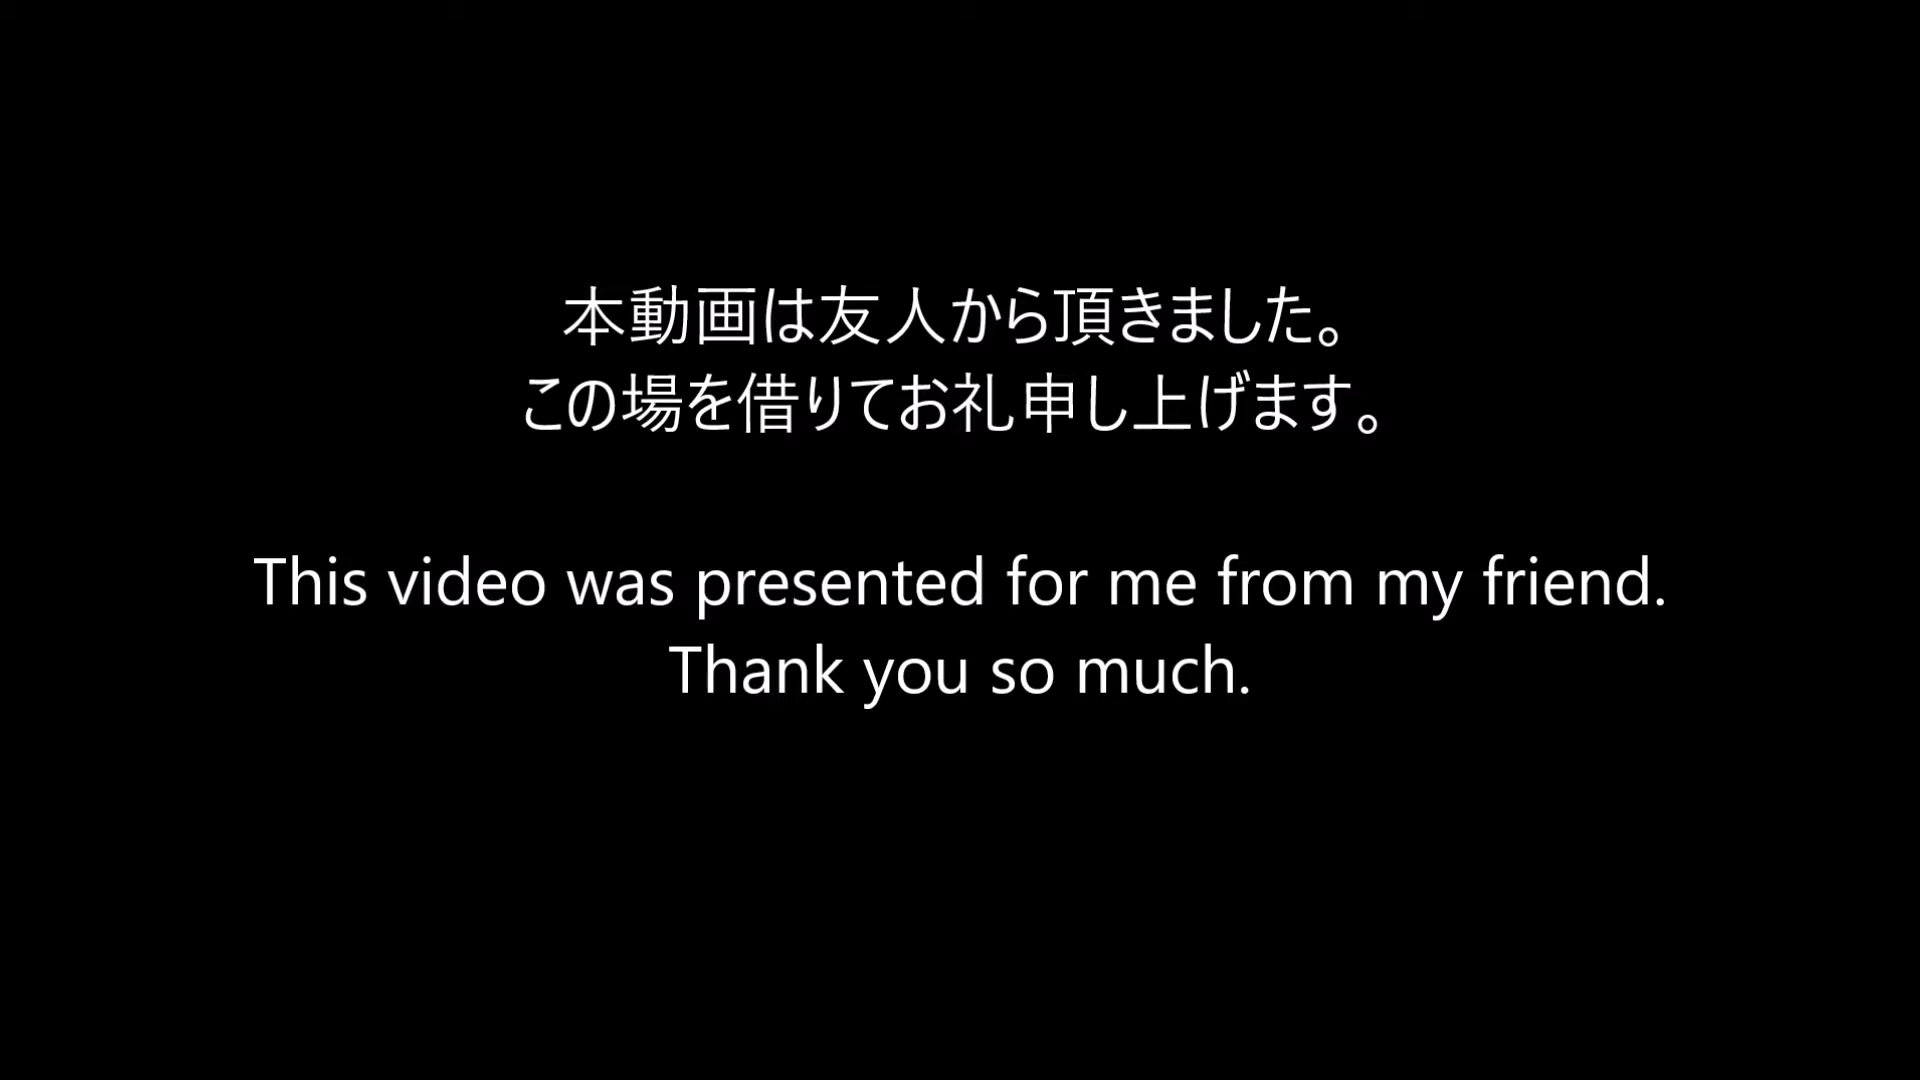 本動画は友人から頂きました。
この場を借りてお礼申し上げます。
This video was presented for me from my friend.
Thank you so much.